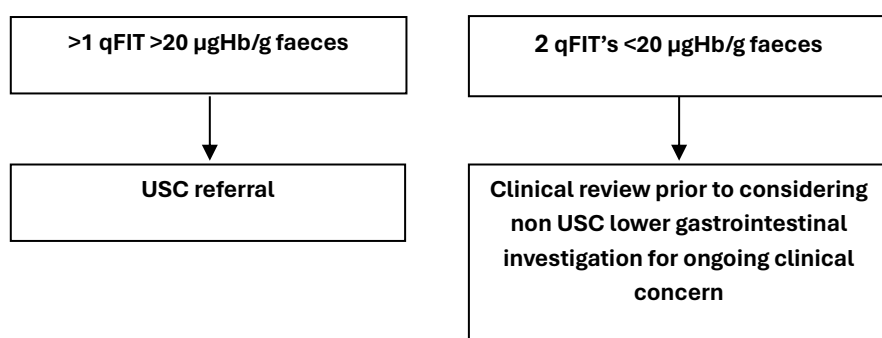 >1 qFIT >20 µgHb/g faeces
2 qFIT’s <20 µgHb/g faeces
USC referral
Clinical review prior to considering
non USC lower gastrointestinal
investigation for ongoing clinical
concern